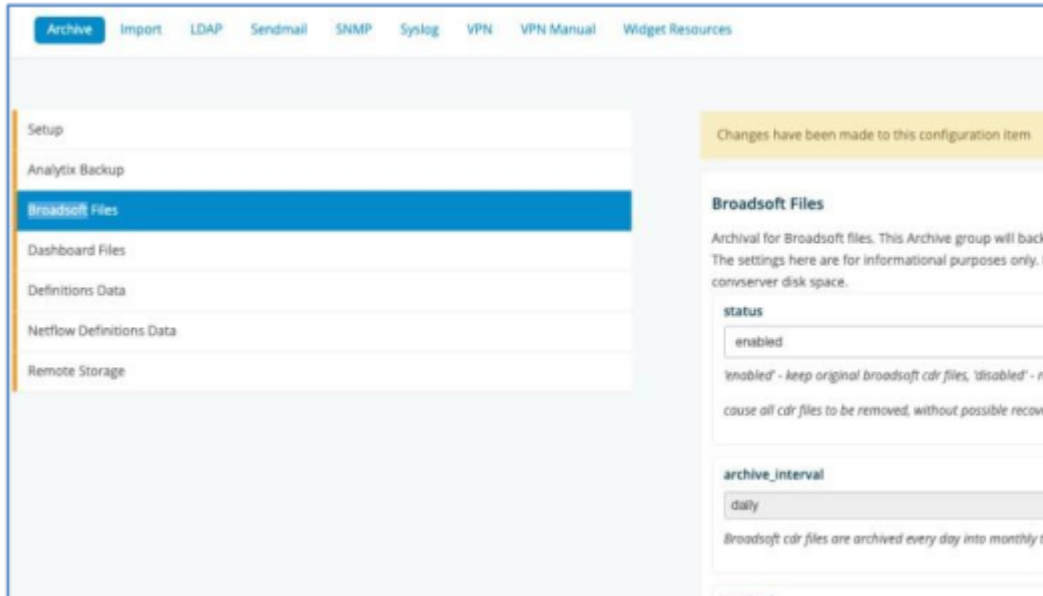 Archive Import LDAP Sendmail SNMP Syslog VPN VPN Manual Widget Resources
Setup
Analytix Backup
Broadsoft Files
Dashboard Files
Definitions Data
Netflow Definitions Data
Remote Storage
Changes have been made to this configuration item
Broadsoft Files
Archival for Broadsoft files. This Archive group will back
The settings here are for informational purposes only.
convserver disk space.
status
enabled
'enabled' - keep original broadsoft cdr files, 'disabled' -
cause all cdr files to be removed, without possible recov
archive_interval
daily
Broadsoft cdr files are archived every day into monthly